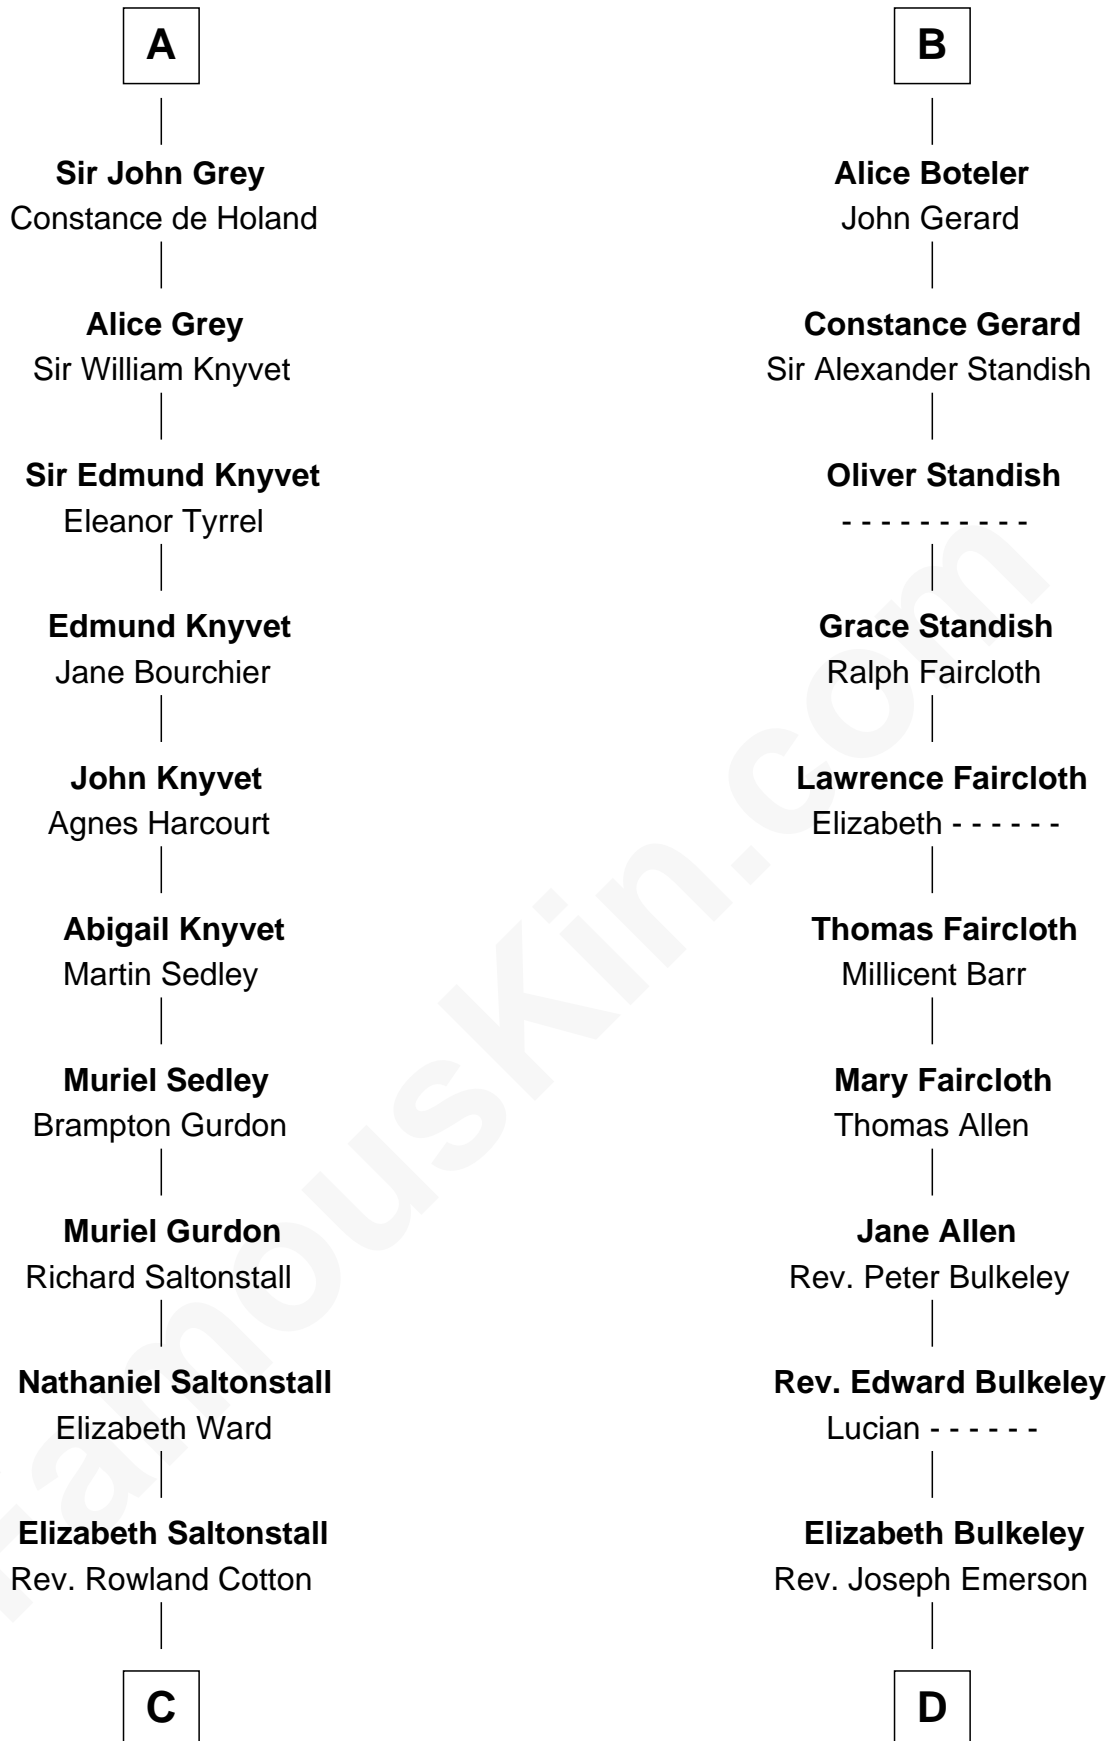 A
Sir John Grey
Constance de Holand
Alice Grey
Sir William Knyvet
Sir Edmund Knyvet
Eleanor Tyrrel
Edmund Knyvet
Jane Bourchier
John Knyvet
Agnes Harcourt
Abigail Knyvet
Martin Sedley
Muriel Sedley
Brampton Gurdon
Muriel Gurdon
Richard Saltonstall
Nathaniel Saltonstall
Elizabeth Ward
Elizabeth Saltonstall
Rev. Rowland Cotton
C
B
Alice Boteler
John Gerard
Constance Gerard
Sir Alexander Standish
Oliver Standish
- - - - - - - - - -
Grace Standish
Ralph Faircloth
Lawrence Faircloth
Elizabeth - - - - - -
Thomas Faircloth
Millicent Barr
Mary Faircloth
Thomas Allen
Jane Allen
Rev. Peter Bulkeley
Rev. Edward Bulkeley
Lucian - - - - - -
Elizabeth Bulkeley
Rev. Joseph Emerson
D
FamousKin.com